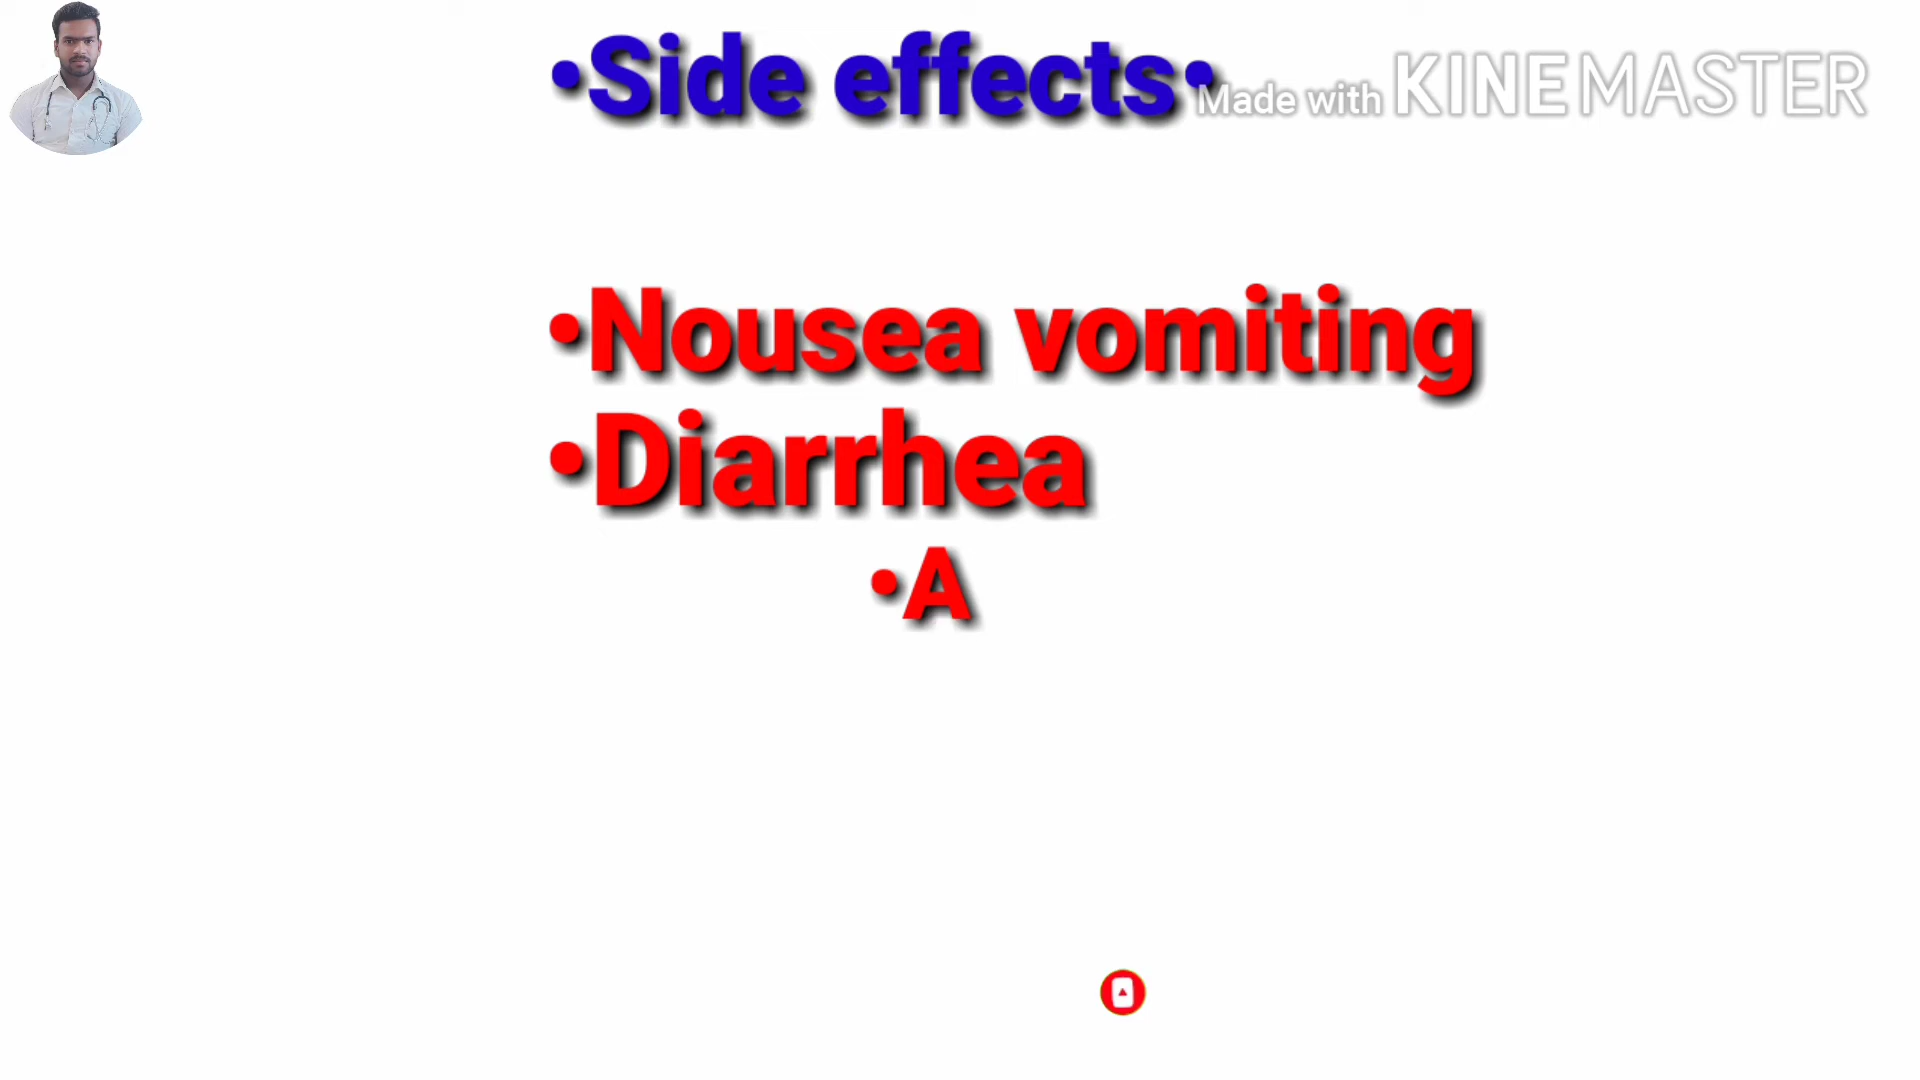 •Side effects•
Made with KINEMASTER
•Nousea vomiting
•Diarrhea
•A